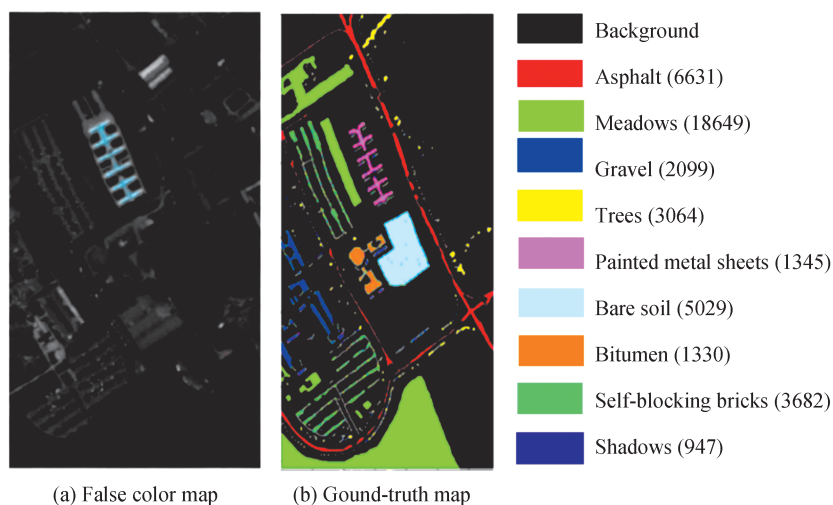 Background
Asphalt (6631)
Meadows (18649)
Gravel (2099)
Trees (3064)
Painted metal sheets (1345)
Bare soil (5029)
Bitumen (1330)
Self-blocking bricks (3682)
Shadows (947)
(a) False color map
(b) Gound-truth map